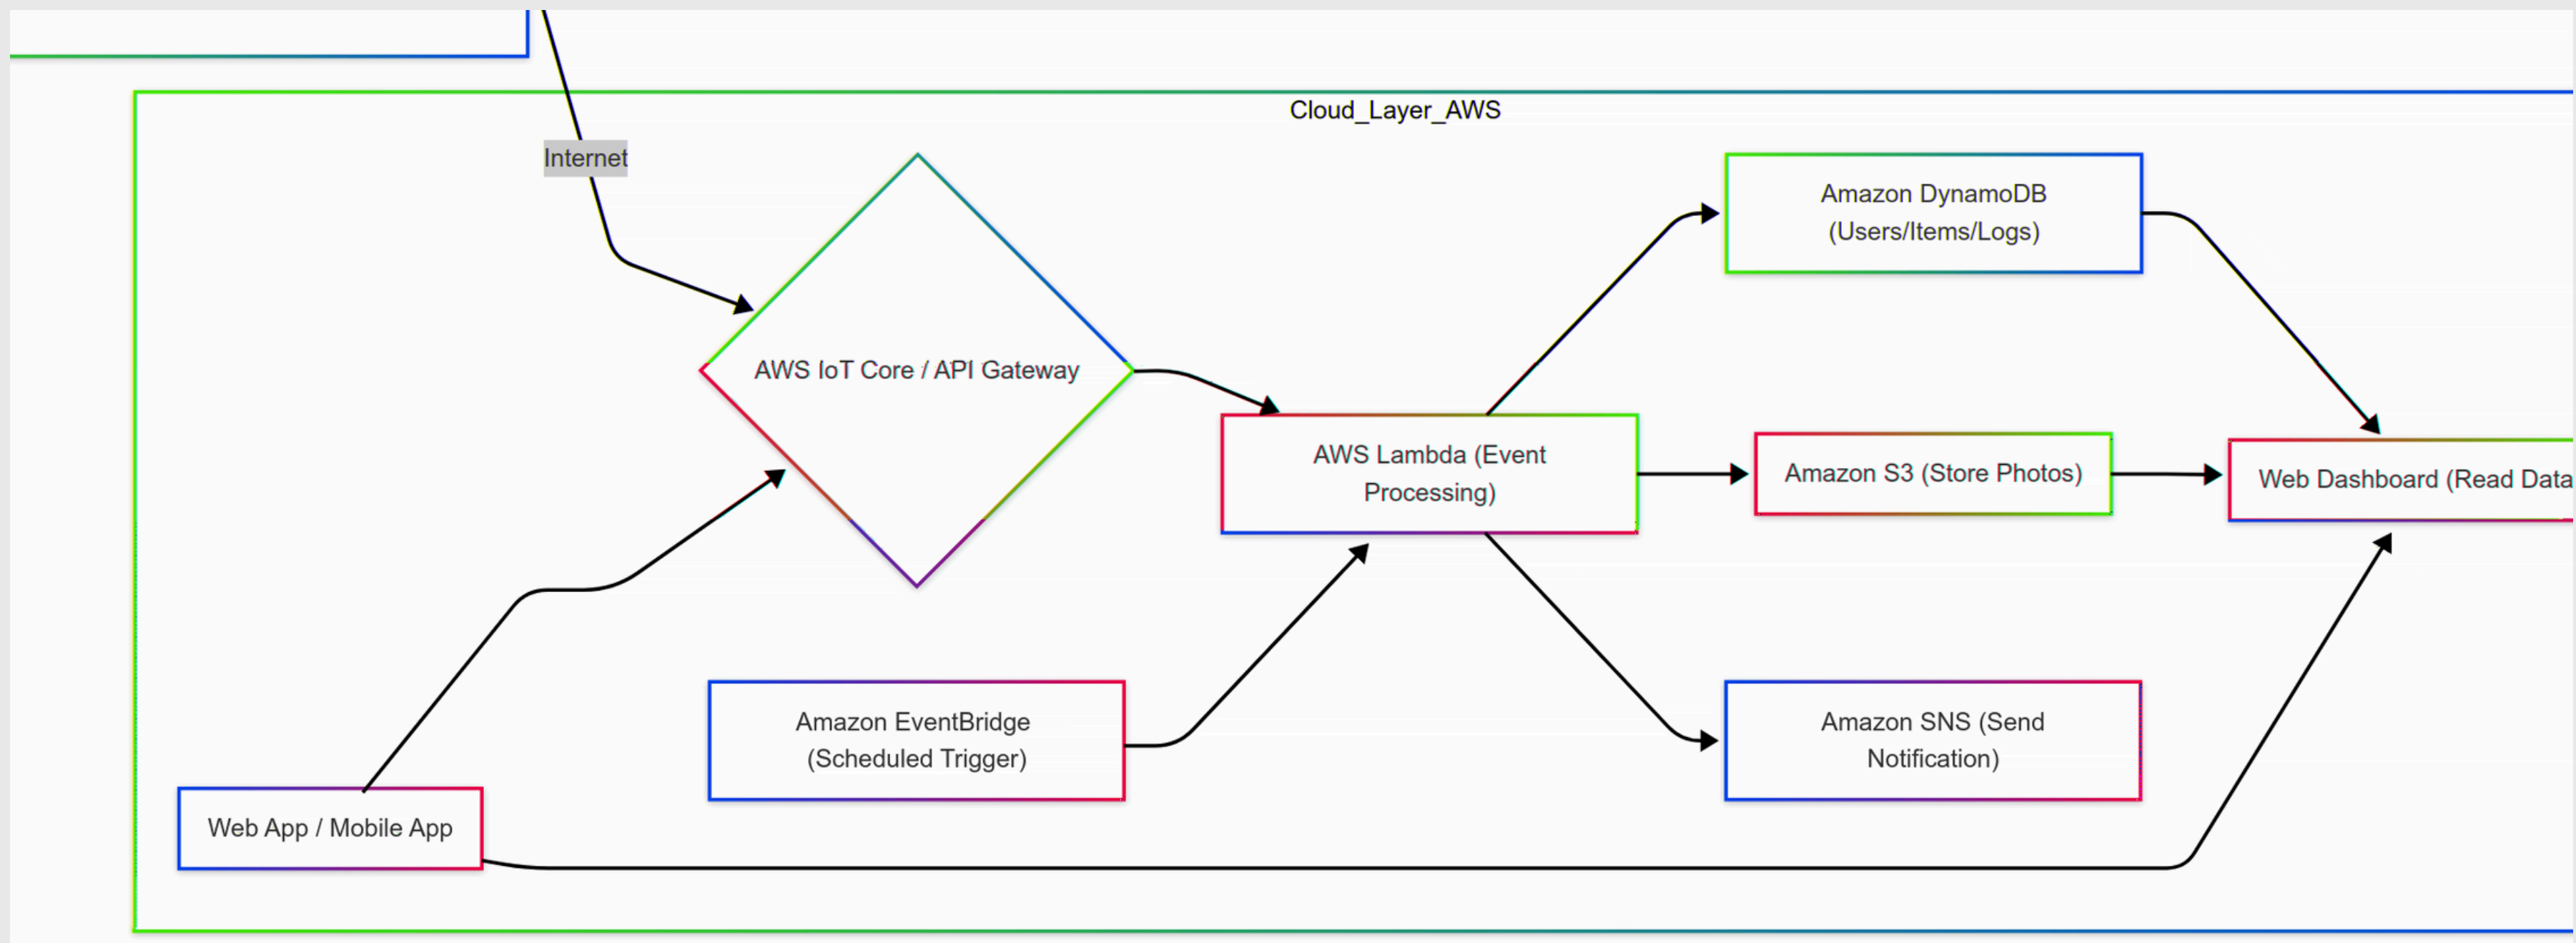 Cloud_Layer_AWS
Internet
AWS IoT Core / API Gateway
Amazon DynamoDB
(Users/Items/Logs)
AWS Lambda (Event
Processing)
Amazon S3 (Store Photos)
Web Dashboard (Read Data
Amazon EventBridge
(Scheduled Trigger)
Amazon SNS (Send
Notification)
Web App / Mobile App